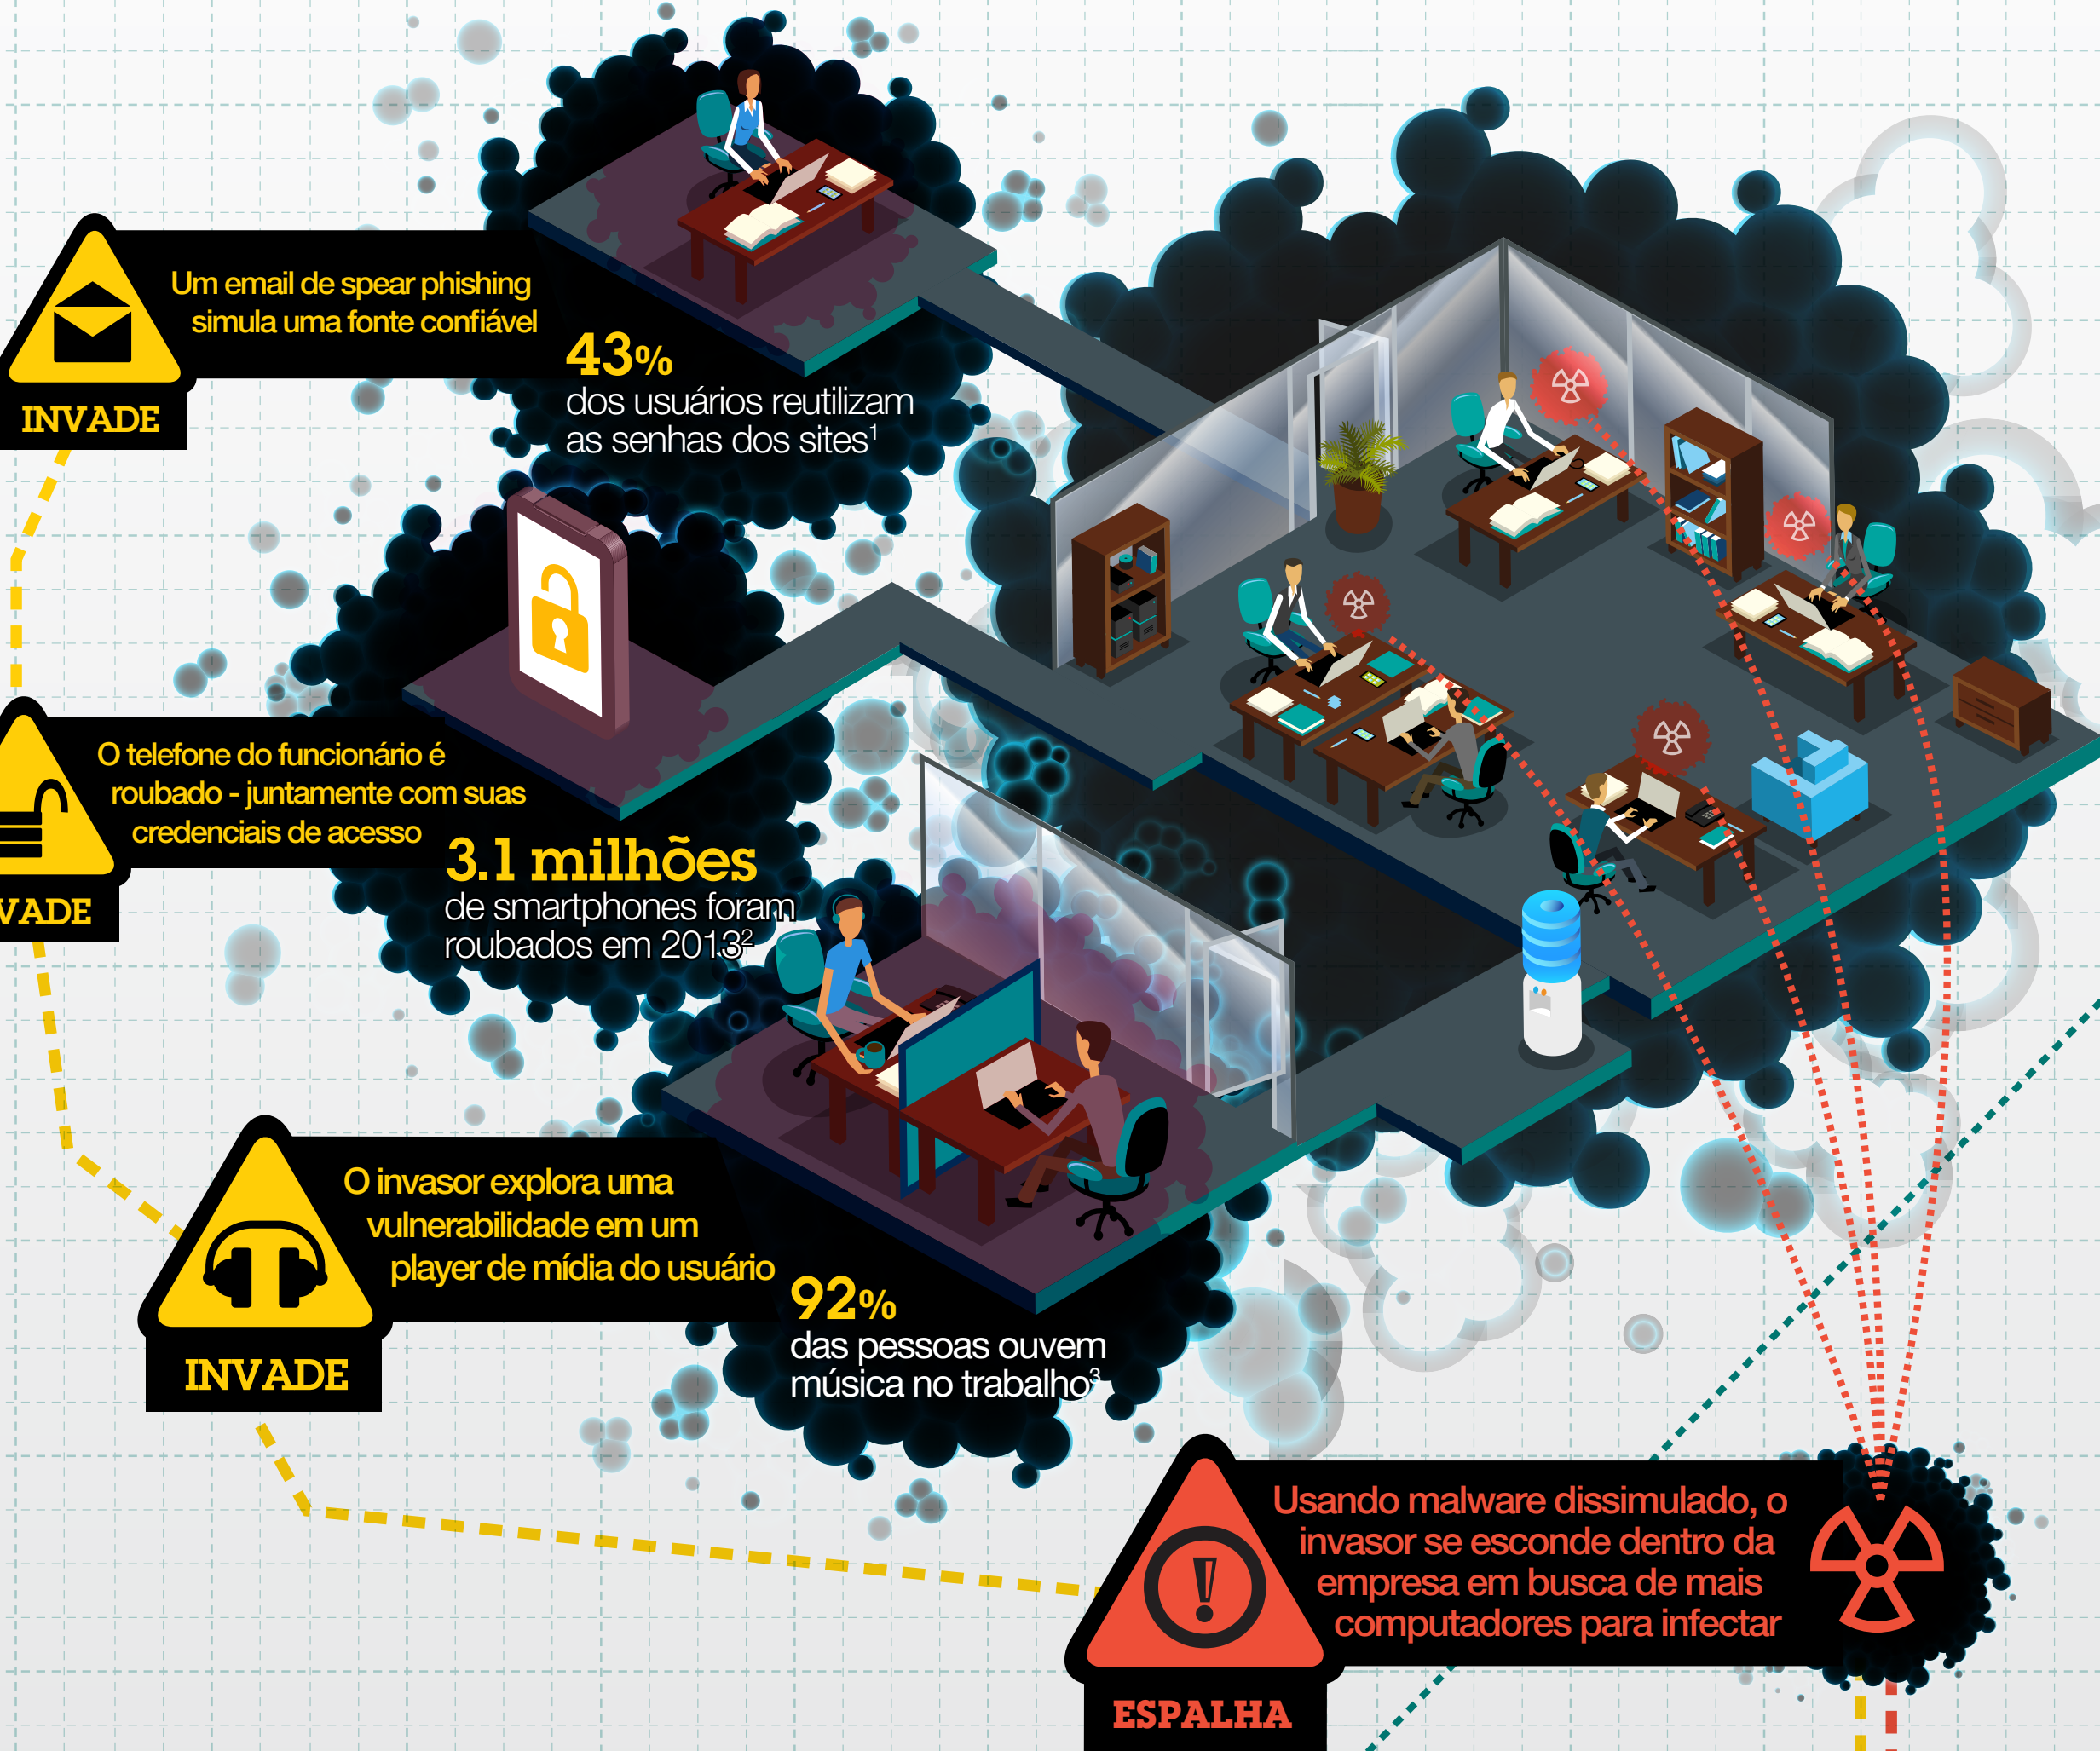 Um email de spear phishing
simula uma fonte confiável
INVADE
43%
dos usuários reutilizam
as senhas dos sites1
O telefone do funcionário é
roubado - juntamente com suas
credenciais de acesso
VADE
3.1 milhões
de smartphones foram
roubados em 20132
O invasor explora uma
vulnerabilidade em um
player de mídia do usuário
INVADE
92%
das pessoas ouvem
música no trabalho3
Usando malware dissimulado, o
invasor se esconde dentro da
empresa em busca de mais
computadores para infectar
ESPALHA